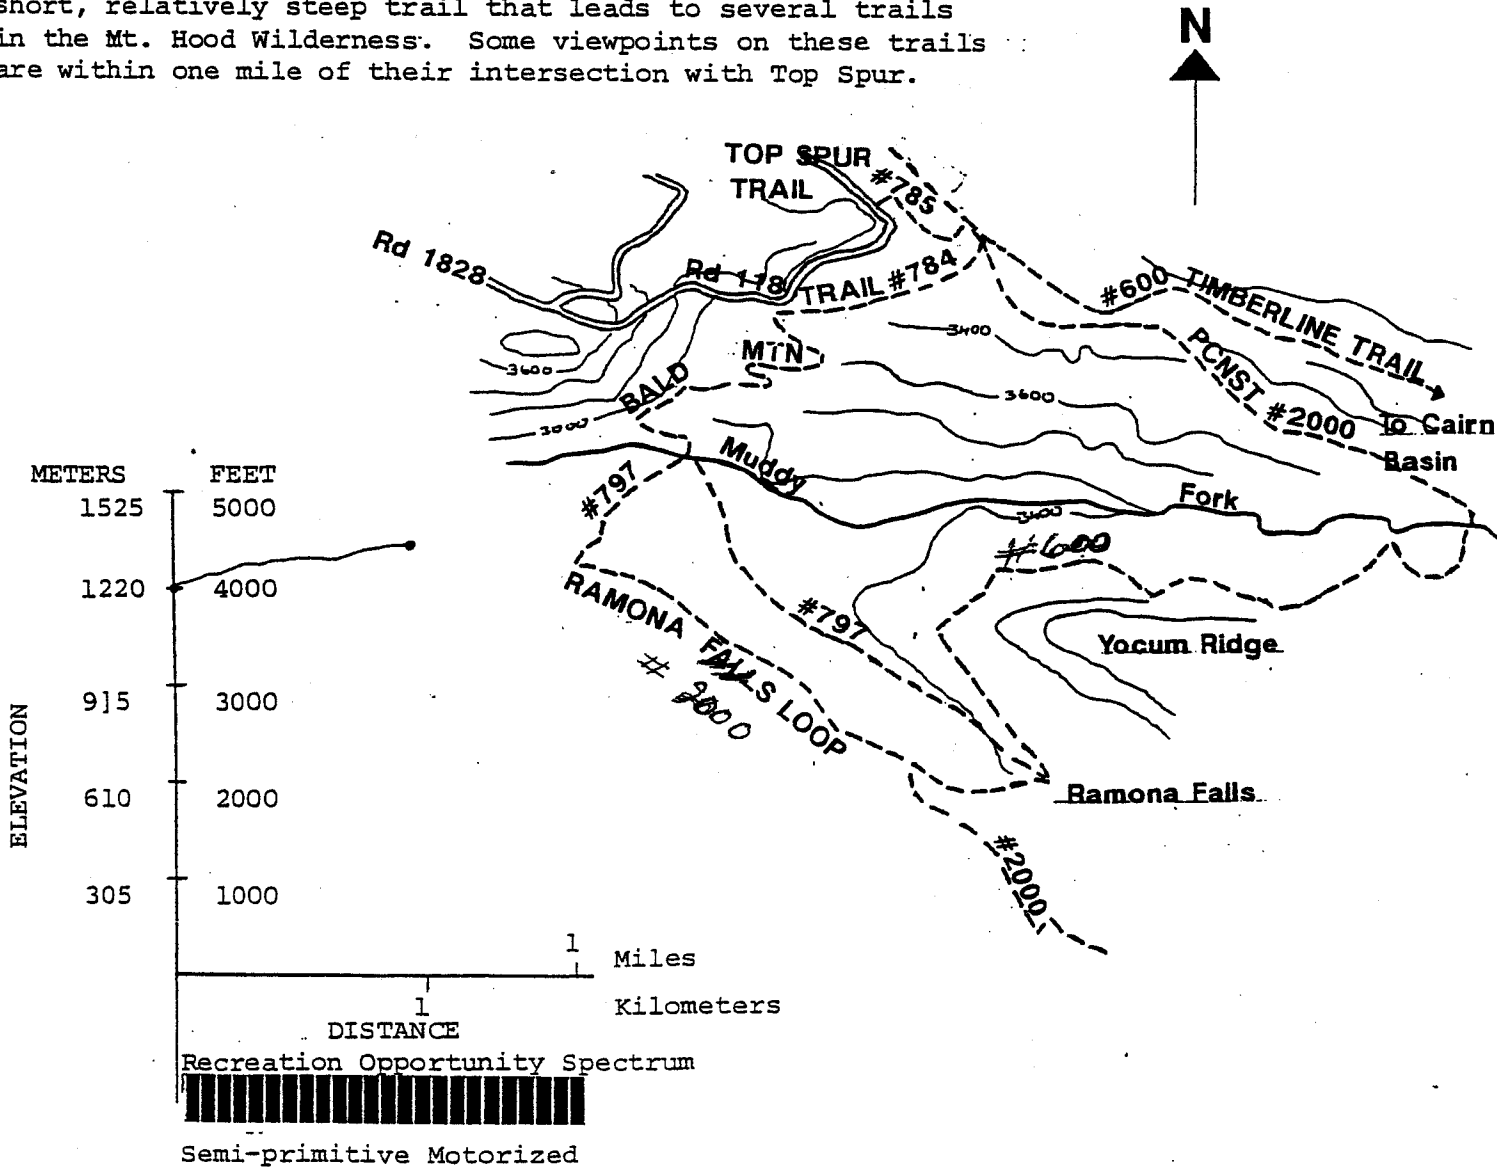 short, relatively steep trail that leads to several trails
in the Mt. Hood Wilderness. Some viewpoints on these trails
are within one mile of their intersection with Top Spur.
N
TOP SPUR
TRAIL
#785
Rd 1828
Rd 118
TRAIL #784
#600 TIMBERLINE TRAIL
3400
MTN
PCNST #2000
3600
BALD
3600
To Cairn
Basin
3000
Muddy
Fork
METERS FEET
#797
1525 5000
3400
#600
1220 4000
RAMONA FALLS LOOP
#797
Yocum Ridge
# 2000
915 3000
ELEVATION
610 2000
Ramona Falls
#2000
305 1000
1 Miles
1 Kilometers
DISTANCE
Recreation Opportunity Spectrum
Semi-primitive Motorized